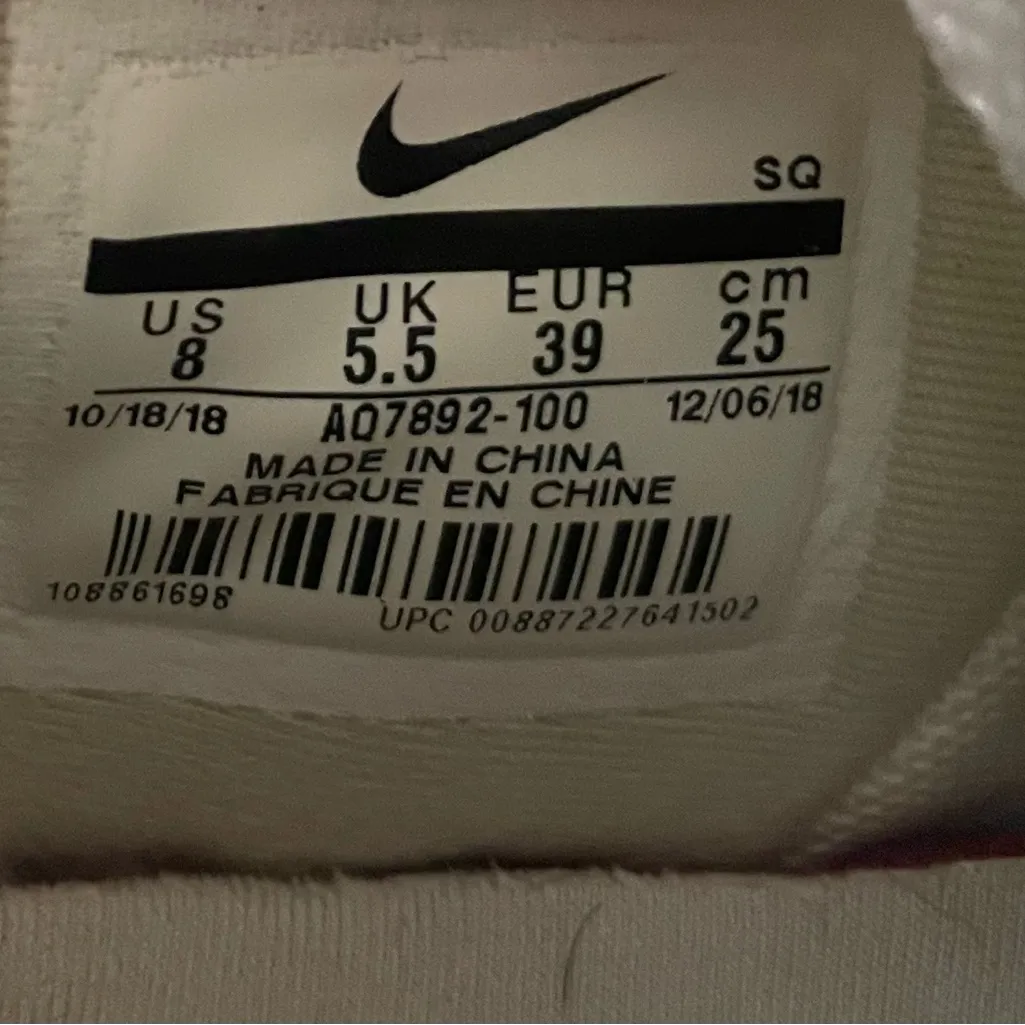 SQ
US UK EUR cm
8 5.5 39 25
10/18/18 AQ7892-100 12/06/18
MADE IN CHINA
FABRIQUE EN CHINE
108861698
UPC 00887227641502